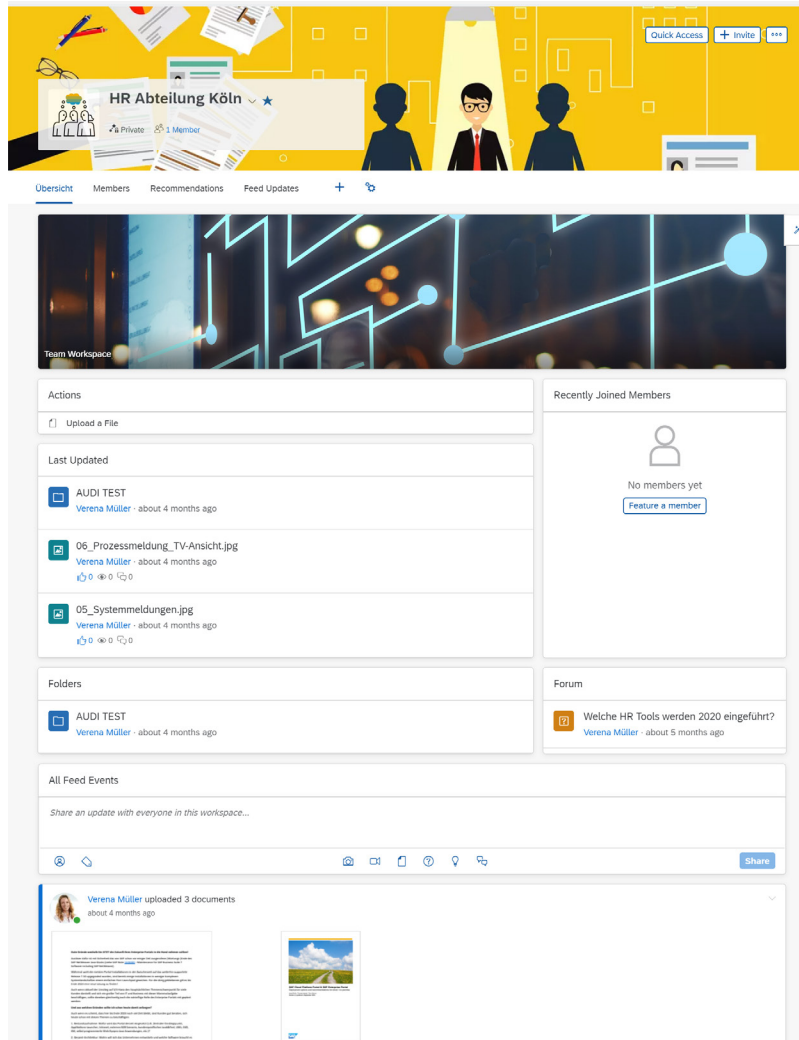 Quick Access
Invite
HR Abteilung Köln
Private 1 Member
Übersicht Members Recommendations Feed Updates
Team Workspace
Actions
Upload a File
Recently Joined Members
No members yet
Feature a member
Last Updated
AUDI TEST
Verena Müller · about 4 months ago
06_Prozessmeldung_TV-Ansicht.jpg
Verena Müller · about 4 months ago
0 0 0
05_Systemmeldungen.jpg
Verena Müller · about 4 months ago
0 0 0
Folders
AUDI TEST
Verena Müller · about 4 months ago
Forum
Welche HR Tools werden 2020 eingeführt?
Verena Müller · about 5 months ago
All Feed Events
Share an update with everyone in this workspace...
Share
Verena Müller uploaded 3 documents
about 4 months ago